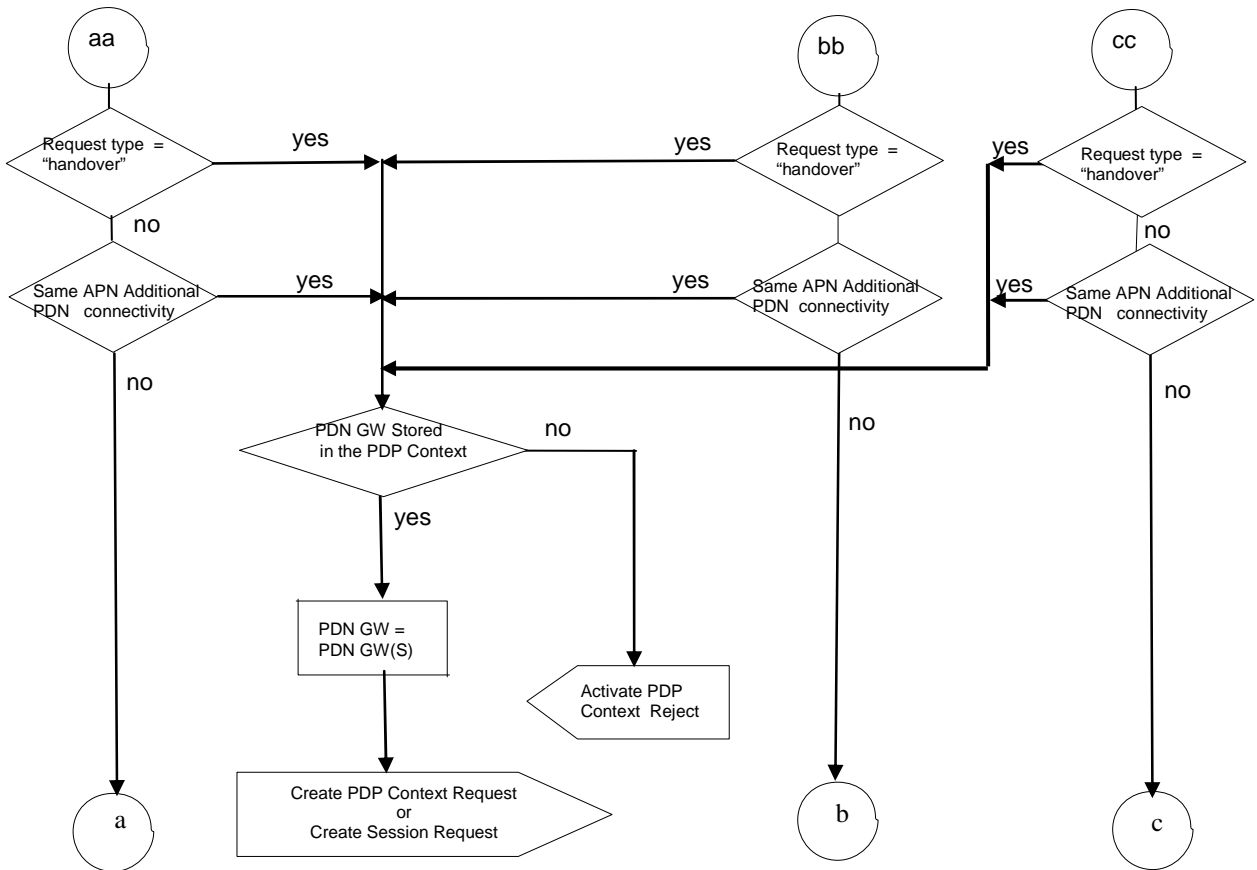 aa
bb
cc
Request type =
“handover”
yes
yes
Request type =
“handover”
yes
Request type =
“handover”
no
no
Same APN Additional
PDN connectivity
yes
yes
Same APN Additional
PDN connectivity
yes
Same APN Additional
PDN connectivity
no
no
no
PDN GW Stored
in the PDP Context
no
yes
PDN GW =
PDN GW(S)
Activate PDP
Context Reject
Create PDP Context Request
or
Create Session Request
a
b
c